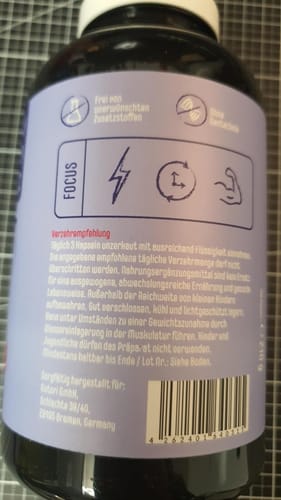 Frei von
unerwünschten
Zusatzstoffen
Ohne
Gentechnik
FOCUS
Verzehrempfehlung
Täglich 3 Kapseln unzerkaut mit ausreichend Flüssigkeit einnehmen.
Die angegebene empfohlene tägliche Verzehrmenge darf nicht
überschritten werden. Nahrungsergänzungsmittel sind kein Ersatz
für eine ausgewogene, abwechslungsreiche Ernährung und gesunde
Lebensweise. Außerhalb der Reichweite von kleinen Kindern
aufbewahren. Gut verschlossen, kühl und lichtgeschützt lagern.
Kann unter Umständen zu einer Gewichtszunahme durch
Wassereinlagerung in der Muskulatur führen. Kinder und
Jugendliche dürfen das Präparat nicht verwenden.
Mindestens haltbar bis Ende / Lot Nr.: Siehe Boden.
Sorgfältig hergestellt für:
GmbH,
Schlachte 39/40,
Bremen, Germany